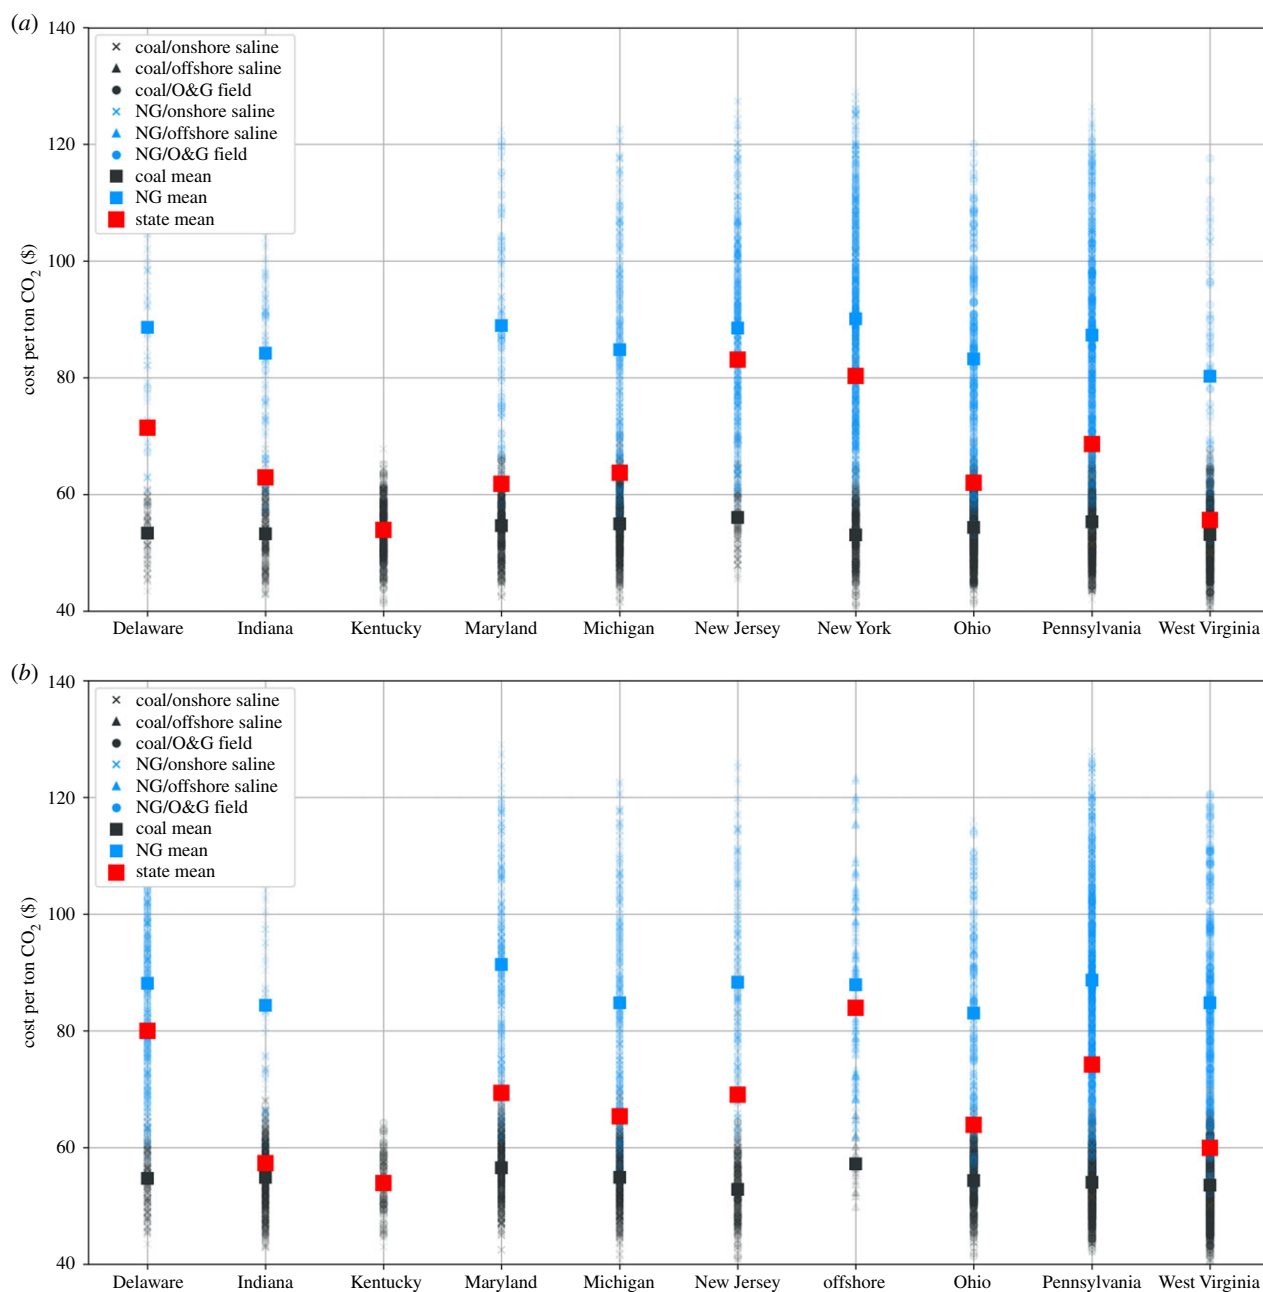 (a)
140
120
100
80
60
40
cost per ton CO2 ($)
coal/onshore saline
coal/offshore saline
coal/O&G field
NG/onshore saline
NG/offshore saline
NG/O&G field
coal mean
NG mean
state mean
Delaware Indiana Kentucky Maryland Michigan New Jersey New York Ohio Pennsylvania West Virginia
(b)
140
120
100
80
60
40
cost per ton CO2 ($)
coal/onshore saline
coal/offshore saline
coal/O&G field
NG/onshore saline
NG/offshore saline
NG/O&G field
coal mean
NG mean
state mean
Delaware Indiana Kentucky Maryland Michigan New Jersey offshore Ohio Pennsylvania West Virginia